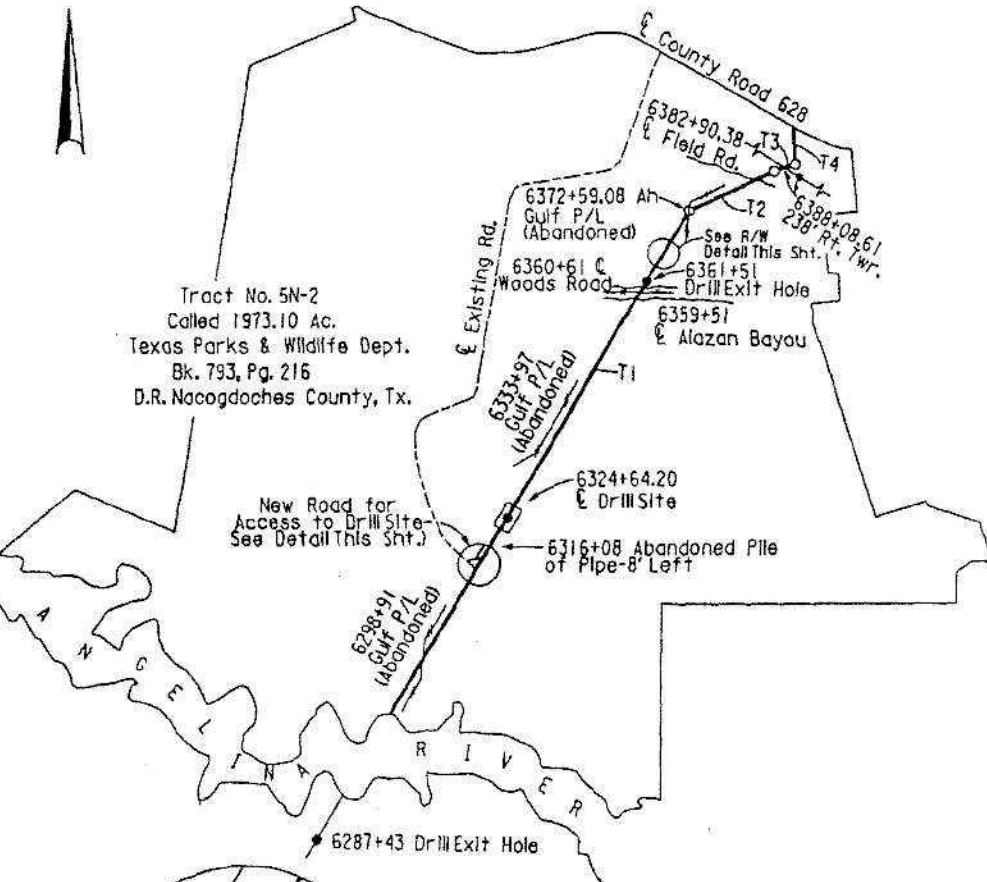 ℄ County Road 628
6382+90.38
℄ Field Rd.
T3
T4
6372+59.08 Ah
Gulf P/L
(Abandoned)
T2
6388+08.61
238' Rt. Twr.
See R/W
Detail This Sht.
6360+61 ℄
Woods Road
6361+51
Drill Exit Hole
6359+51
℄ Alazan Bayou
℄ Existing Rd.
Tract No. 5N-2
Called 1973.10 Ac.
Texas Parks & Wildlife Dept.
Bk. 793, Pg. 216
D.R. Nacogdoches County, Tx.
T1
6333+97
Gulf P/L
(Abandoned)
6324+64.20
℄ Drill Site
New Road for
Access to Drill Site
See Detail This Sht.)
6316+08 Abandoned Pile
of Pipe-8' Left
6298+91
Gulf P/L
(Abandoned)
ANGELINA RIVER
6287+43 Drill Exit Hole